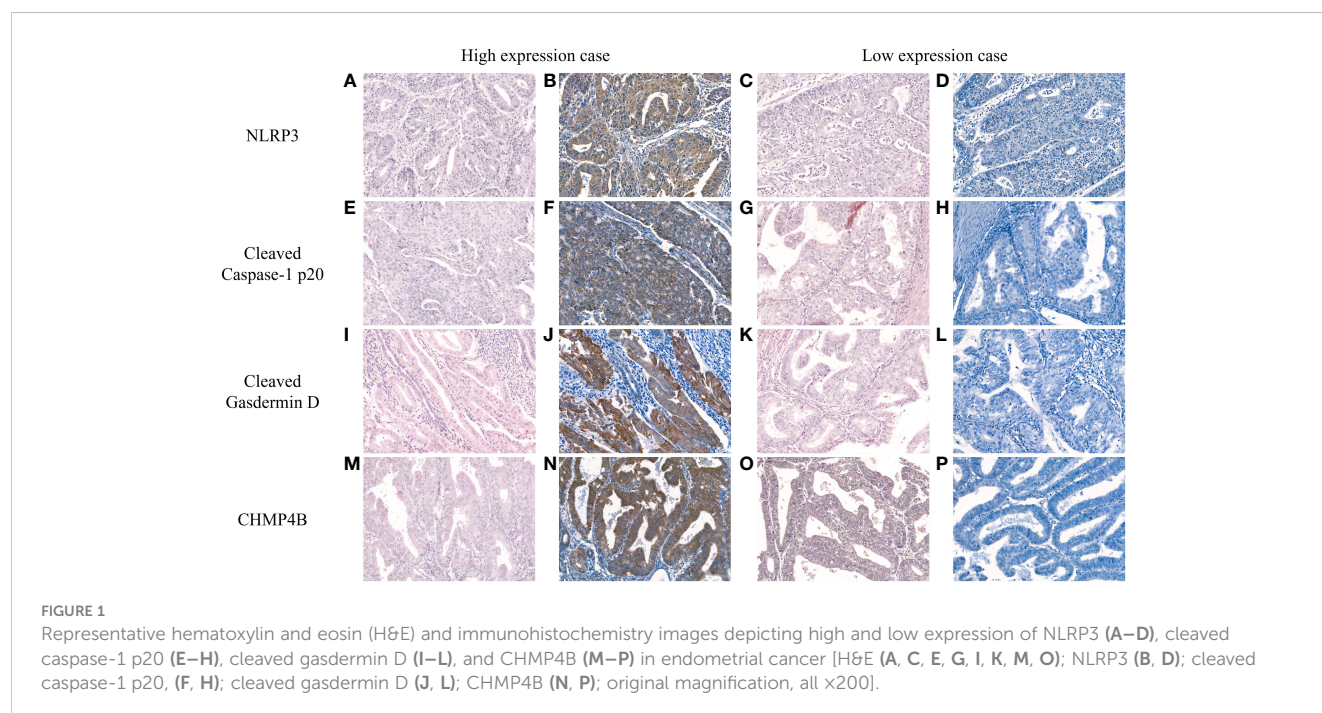 High expression case Low expression case
A B C D
NLRP3
E F G H
Cleaved
Caspase-1 p20
I J K L
Cleaved
Gasdermin D
M N O P
CHMP4B
FIGURE 1
Representative hematoxylin and eosin (H&E) and immunohistochemistry images depicting high and low expression of NLRP3 (A–D), cleaved
caspase-1 p20 (E–H), cleaved gasdermin D (I–L), and CHMP4B (M–P) in endometrial cancer [H&E (A, C, E, G, I, K, M, O); NLRP3 (B, D); cleaved
caspase-1 p20, (F, H); cleaved gasdermin D (J, L); CHMP4B (N, P); original magnification, all ×200].